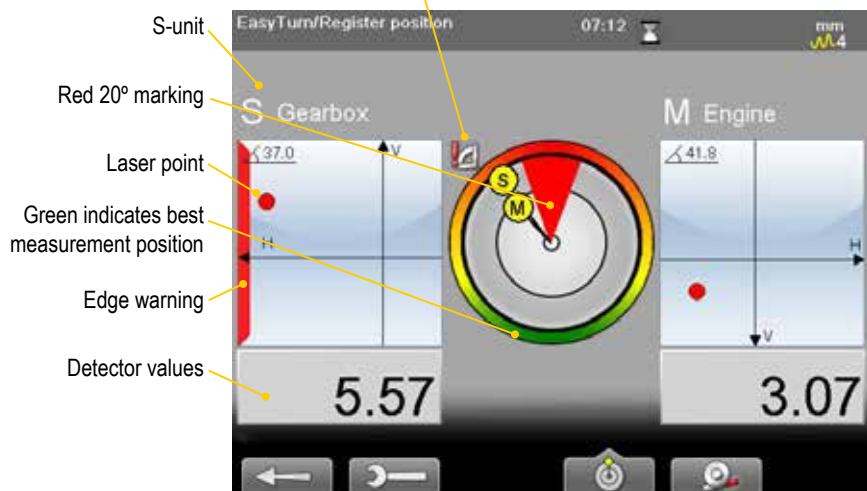 EasyTurn/Register position
07:12
mm
4
S-unit
Red 20º marking
Laser point
Green indicates best
measurement position
Edge warning
Detector values
S Gearbox
M Engine
37.0
V
H
S
M
41.8
H
V
5.57
3.07